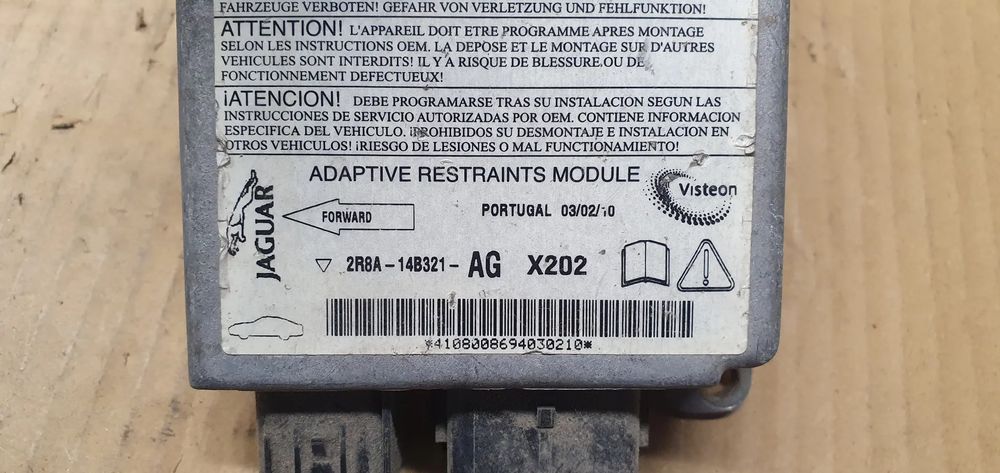 FAHRZEUGE VERBOTEN! GEFAHR VON VERLETZUNG UND FEHLFUNKTION!
ATTENTION! L'APPAREIL DOIT ETRE PROGRAMME APRES MONTAGE
SELON LES INSTRUCTIONS OEM. LA DEPOSE ET LE MONTAGE SUR D'AUTRES
VEHICULES SONT INTERDITS! IL Y A RISQUE DE BLESSURE OU DE
FONCTIONNEMENT DEFECTUEUX!
¡ATENCION! DEBE PROGRAMARSE TRAS SU INSTALACION SEGUN LAS
INSTRUCCIONES DE SERVICIO AUTORIZADAS POR OEM. CONTIENE INFORMACION
ESPECIFICA DEL VEHICULO. ¡PROHIBIDOS SU DESMONTAJE E INSTALACION EN
OTROS VEHICULOS! ¡RIESGO DE LESIONES O MAL FUNCIONAMIENTO!
ADAPTIVE RESTRAINTS MODULE
JAGUAR
FORWARD
PORTUGAL 03/02/10
Visteon
2R8A-14B321-AG X202
*4108008694030210*